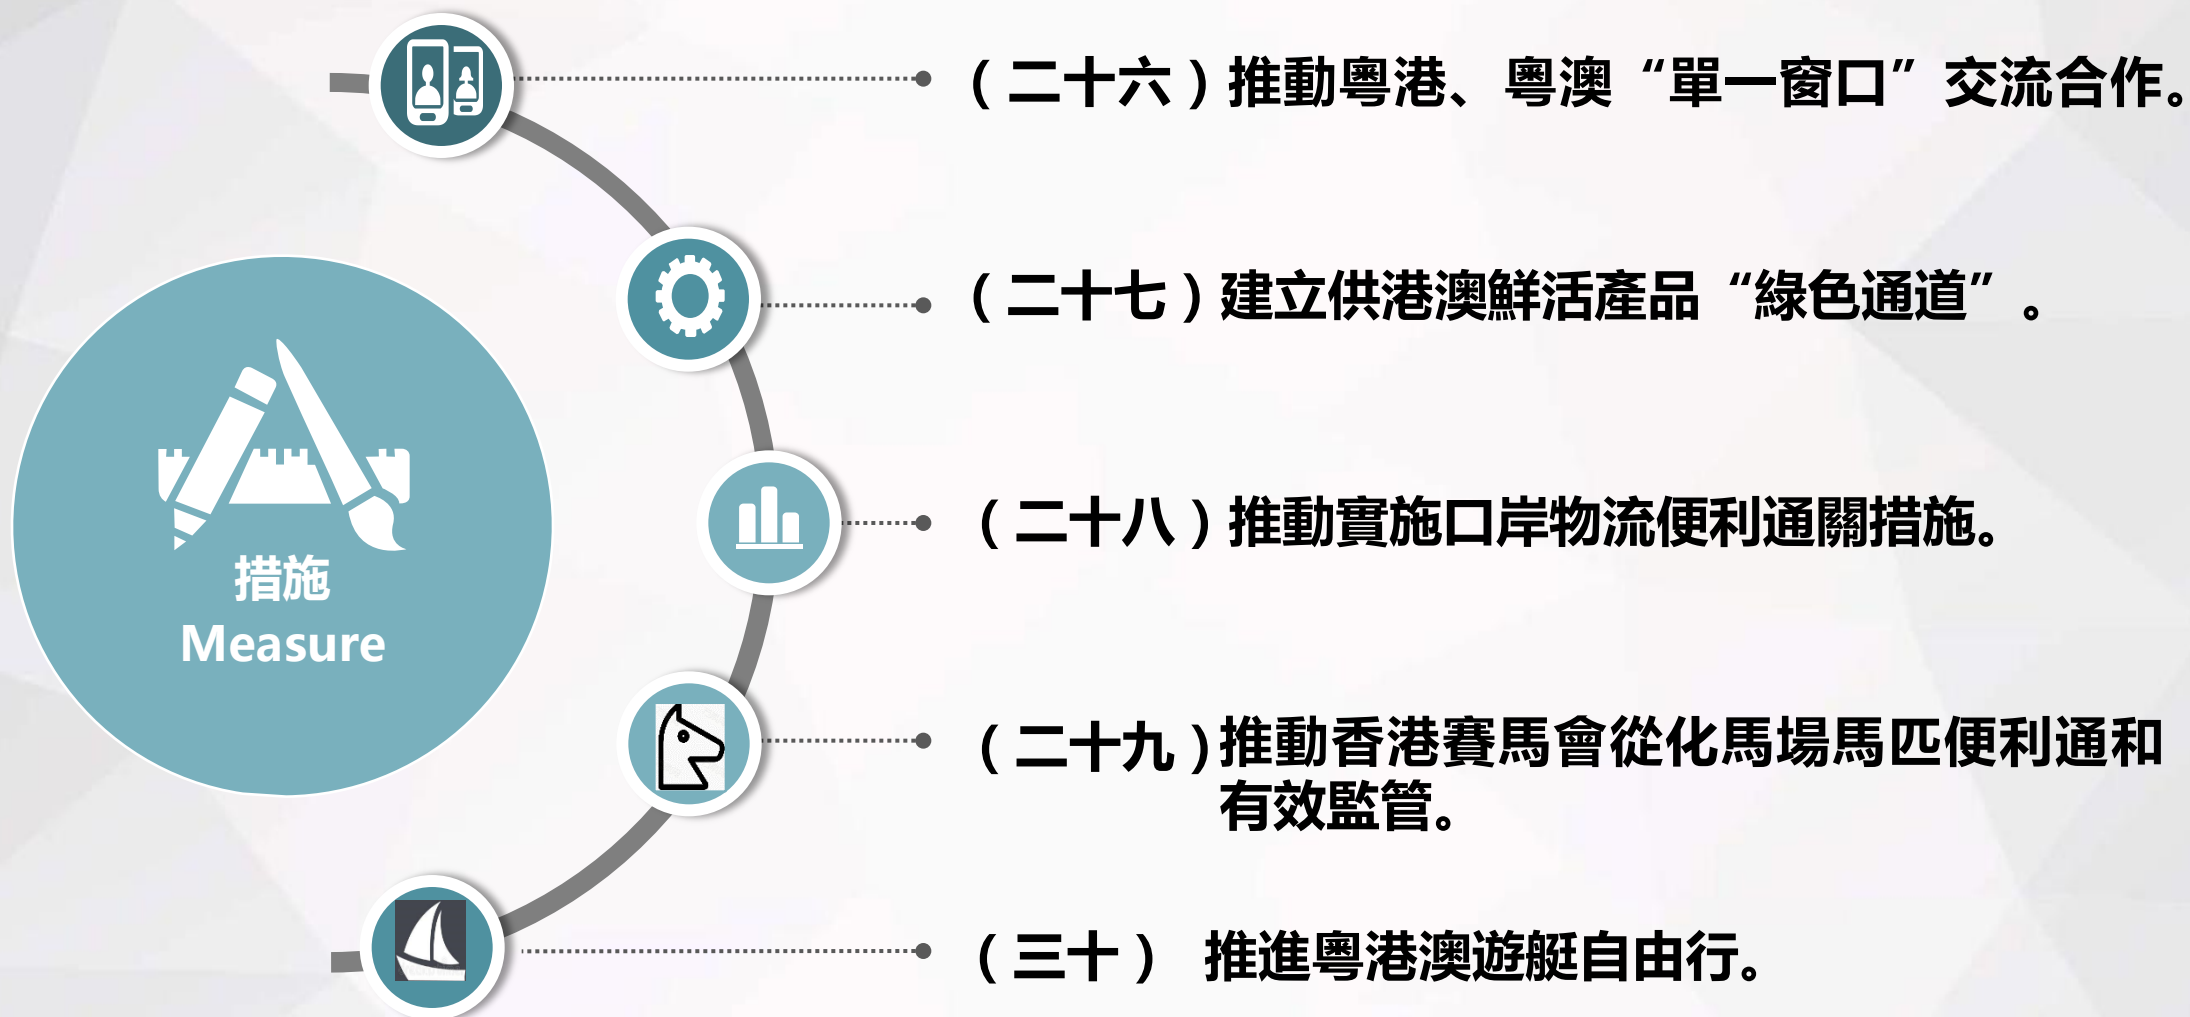 (二十六)推動粵港、粵澳“單一窗口”交流合作。
(二十七)建立供港澳鮮活產品“綠色通道”。
(二十八)推動實施口岸物流便利通關措施。
(二十九)推動香港賽馬會從化馬場馬匹便利通和
有效監管。
(三十) 推進粵港澳遊艇自由行。
措施
Measure